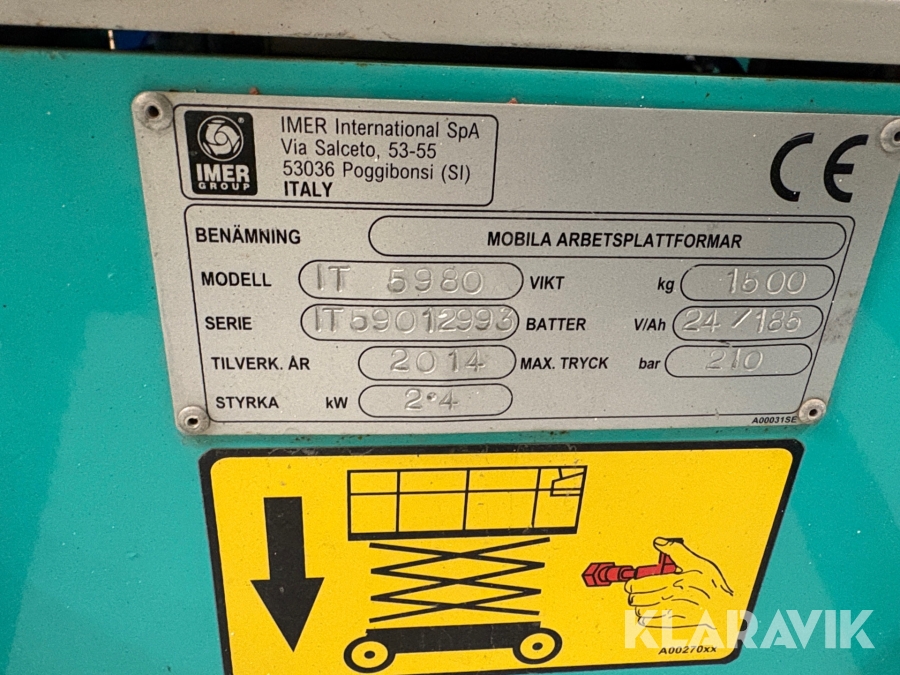 IMER
GROUP
IMER International SpA
Via Salceto, 53-55
53036 Poggibonsi (SI)
ITALY
CE
BENÄMNING MOBILA ARBETSPLATTFORMAR
MODELL IT 5980 VIKT kg 1500
SERIE IT59012993 BATTER V/Ah 24/185
TILVERK. ÅR 2014 MAX. TRYCK bar 210
STYRKA kW 2•4
A00031SE
A00270xx
KLARAVIK